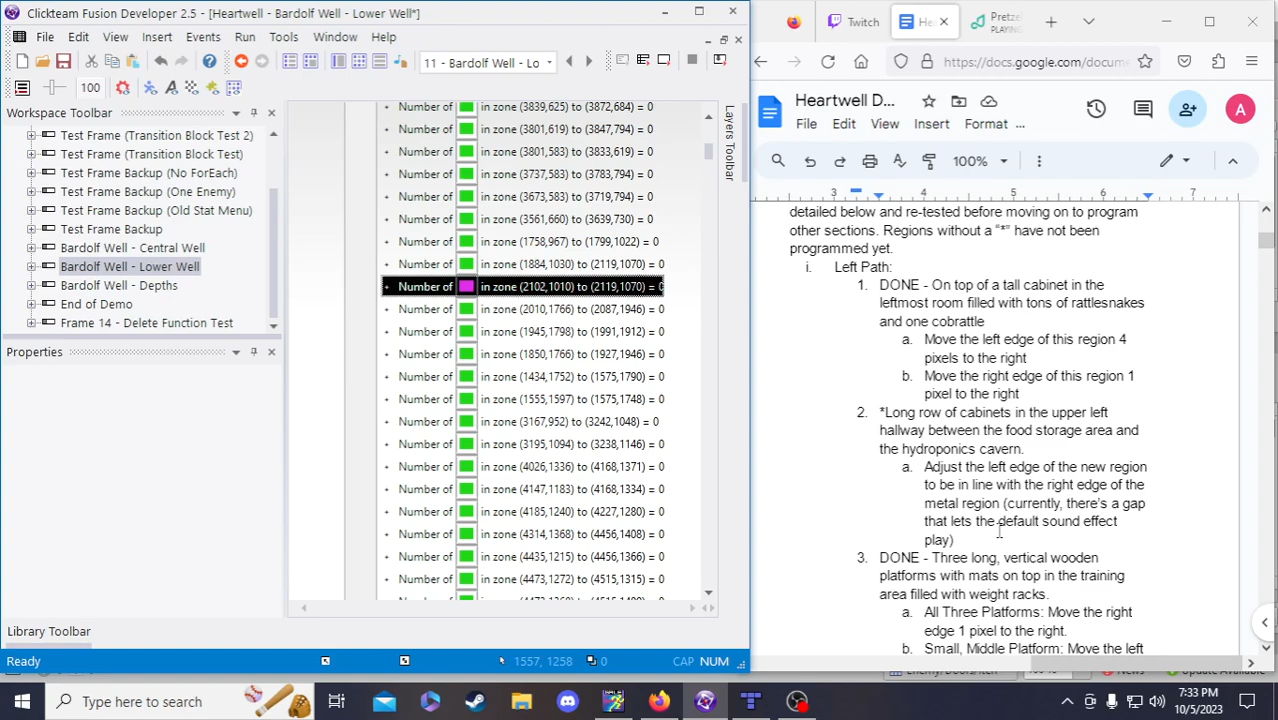 Clickteam Fusion Developer 2.5 - [Heartwell - Bardolf Well - Lower Well*]
File Edit View Insert Events Run Tools Window Help
11 - Bardolf Well - Lo
100
Workspace Toolbar
Test Frame (Transition Block Test 2)
Test Frame (Transition Block Test)
Test Frame Backup (No ForEach)
Test Frame Backup (One Enemy)
Test Frame Backup (Old Stat Menu)
Bardolf Well - Central Well
Bardolf Well - Lower Well
Bardolf Well - Depths
End of Demo
Frame 14 - Delete Function Test
Properties
Library Toolbar
Ready
1557, 1258
0
CAP NUM
Number of in zone (3839,625) to (3872,684) = 0
Number of in zone (3801,619) to (3847,794) = 0
Number of in zone (3801,583) to (3833,619) = 0
Number of in zone (3737,583) to (3783,794) = 0
Number of in zone (3673,583) to (3719,794) = 0
Number of in zone (3561,660) to (3639,730) = 0
Number of in zone (1758,967) to (1799,1022) = 0
Number of in zone (1884,1030) to (2119,1070) = 0
Number of in zone (2102,1010) to (2119,1070) = 0
Number of in zone (2010,1766) to (2087,1946) = 0
Number of in zone (1945,1798) to (1991,1912) = 0
Number of in zone (1850,1766) to (1927,1946) = 0
Number of in zone (1434,1752) to (1575,1790) = 0
Number of in zone (1555,1597) to (1575,1748) = 0
Number of in zone (3167,952) to (3242,1048) = 0
Number of in zone (3195,1094) to (3238,1146) = 0
Number of in zone (4026,1336) to (4168,1371) = 0
Number of in zone (4147,1183) to (4168,1334) = 0
Number of in zone (4185,1240) to (4227,1280) = 0
Number of in zone (4314,1368) to (4456,1408) = 0
Number of in zone (4435,1215) to (4456,1366) = 0
Number of in zone (4473,1272) to (4515,1315) = 0
Layers Toolbar
Twitch
He
Pretzel
PLAYING
https://docs.google.com/docume
Heartwell D...
File Edit View Insert Format ...
A
100%
3 4 5 6 7
detailed below and re-tested before moving on to program
other sections. Regions without a “*” have not been
programmed yet.
i. Left Path:
1. DONE - On top of a tall cabinet in the
leftmost room filled with tons of rattlesnakes
and one cobrattle
a. Move the left edge of this region 4
pixels to the right
b. Move the right edge of this region 1
pixel to the right
2. *Long row of cabinets in the upper left
hallway between the food storage area and
the hydroponics cavern.
a. Adjust the left edge of the new region
to be in line with the right edge of the
metal region (currently, there's a gap
that lets the default sound effect
play)
3. DONE - Three long, vertical wooden
platforms with mats on top in the training
area filled with weight racks.
a. All Three Platforms: Move the right
edge 1 pixel to the right.
b. Small, Middle Platform: Move the left
Type here to search
7:33 PM
10/5/2023